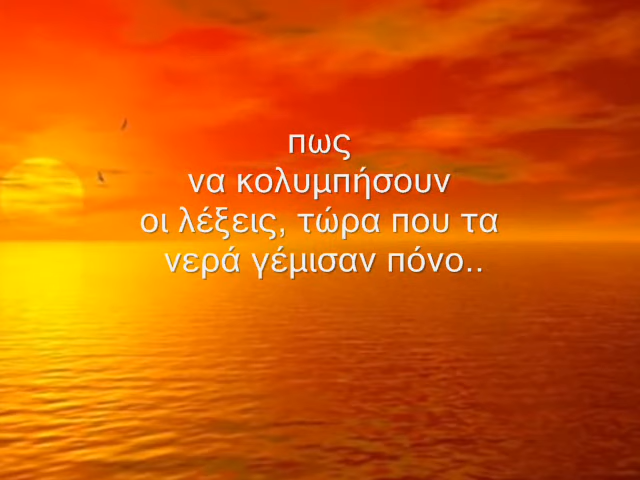 πως
να κολυμπήσουν
οι λέξεις, τώρα που τα
νερά γέμισαν πόνο..